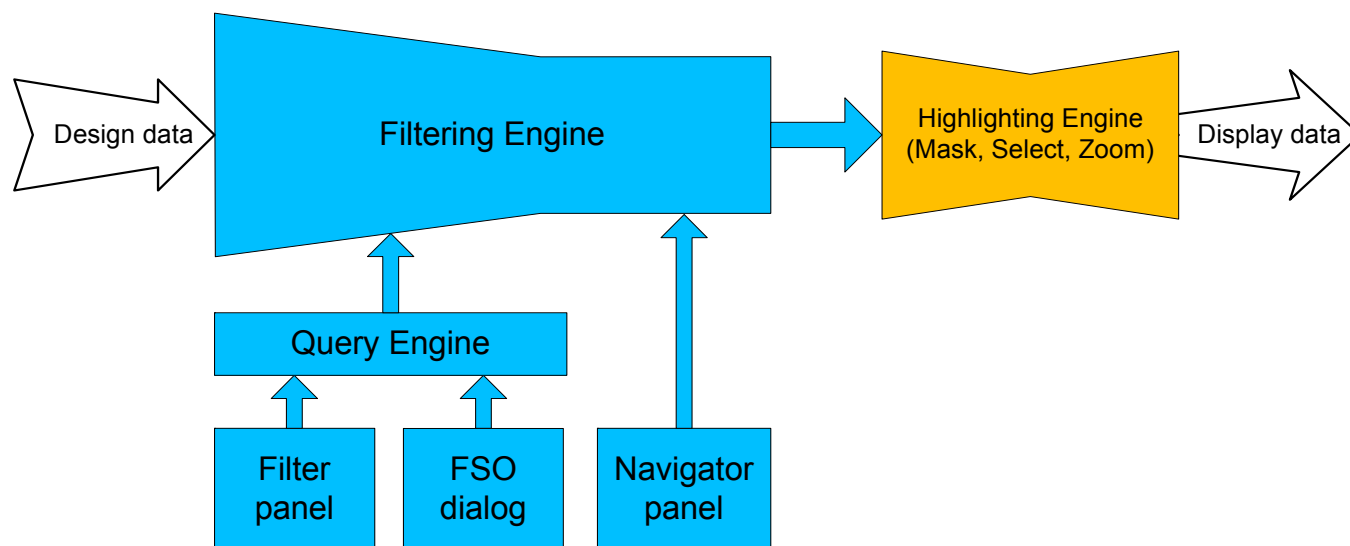 Design data
Filtering Engine
Highlighting Engine
(Mask, Select, Zoom)
Display data
Query Engine
Filter
panel
FSO
dialog
Navigator
panel